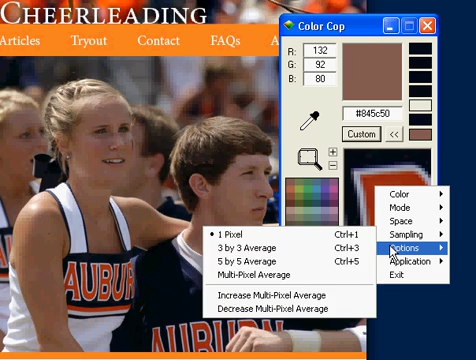 CHEERLEADING
Articles Tryout Contact FAQs A
Color Cop
R: 132
G: 92
B: 80
#845c50
Custom <<
Color
Mode
Space
Sampling
Options
Application
Exit
1 Pixel Ctrl+1
3 by 3 Average Ctrl+3
5 by 5 Average Ctrl+5
Multi-Pixel Average
Increase Multi-Pixel Average
Decrease Multi-Pixel Average
AUBURN
AUBURN